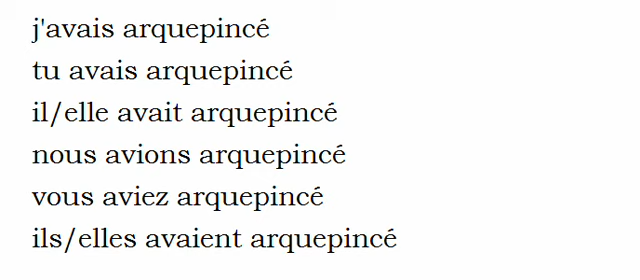 j'avais arquepincé
tu avais arquepincé
il/elle avait arquepincé
nous avions arquepincé
vous aviez arquepincé
ils/elles avaient arquepincé